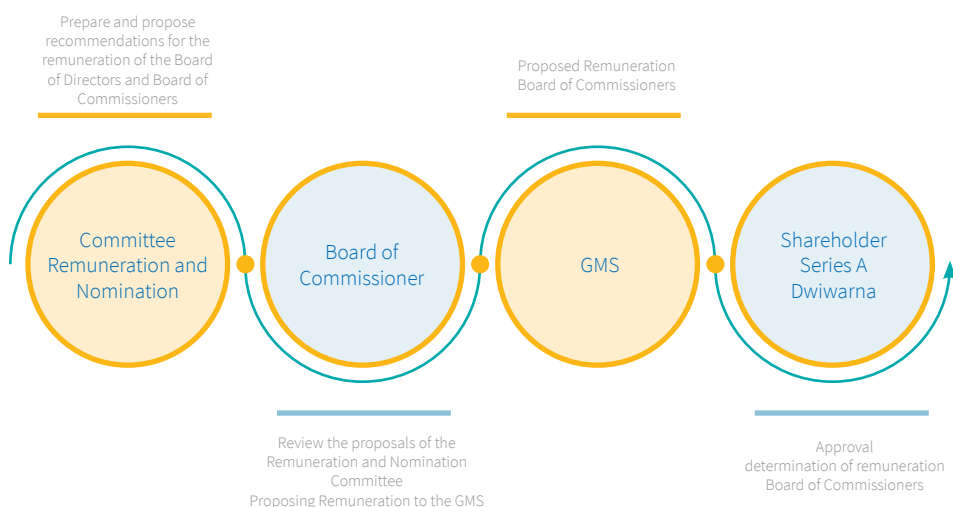 Prepare and propose
recommendations for the
remuneration of the Board
of Directors and Board of
Commissioners
Proposed Remuneration
Board of Commissioners
Committee
Remuneration and
Nomination
Board of
Commissioner
GMS
Shareholder
Series A
Dwiwarna
Review the proposals of the
Remuneration and Nomination
Committee
Proposing Remuneration to the GMS
Approval
determination of remuneration
Board of Commissioners